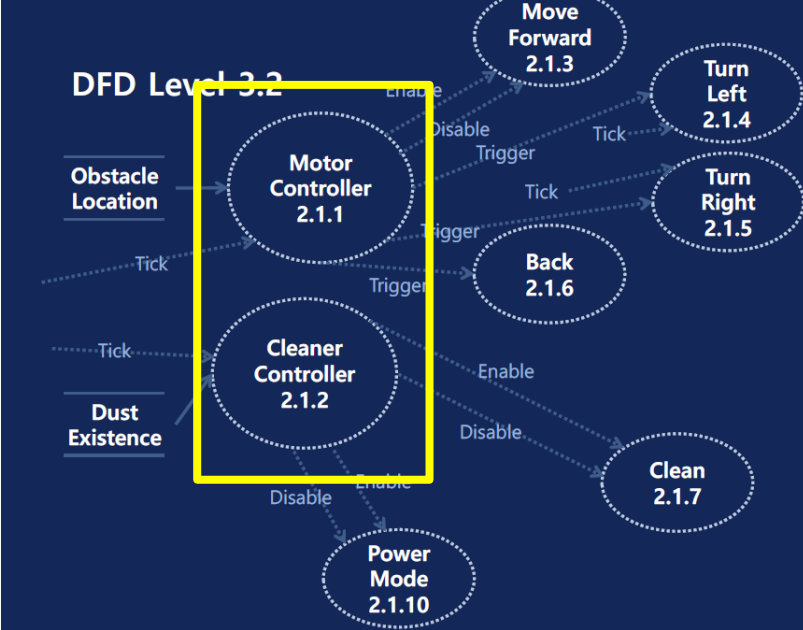 Move
Forward
2.1.3
DFD Level 3.2
Enable
Turn
Left
2.1.4
Disable
Tick
Trigger
Motor
Controller
2.1.1
Obstacle
Location
Turn
Right
2.1.5
Tick
Trigger
Tick
Back
2.1.6
Trigger
Tick
Cleaner
Controller
2.1.2
Enable
Dust
Existence
Disable
Clean
2.1.7
Enable
Disable
Power
Mode
2.1.10